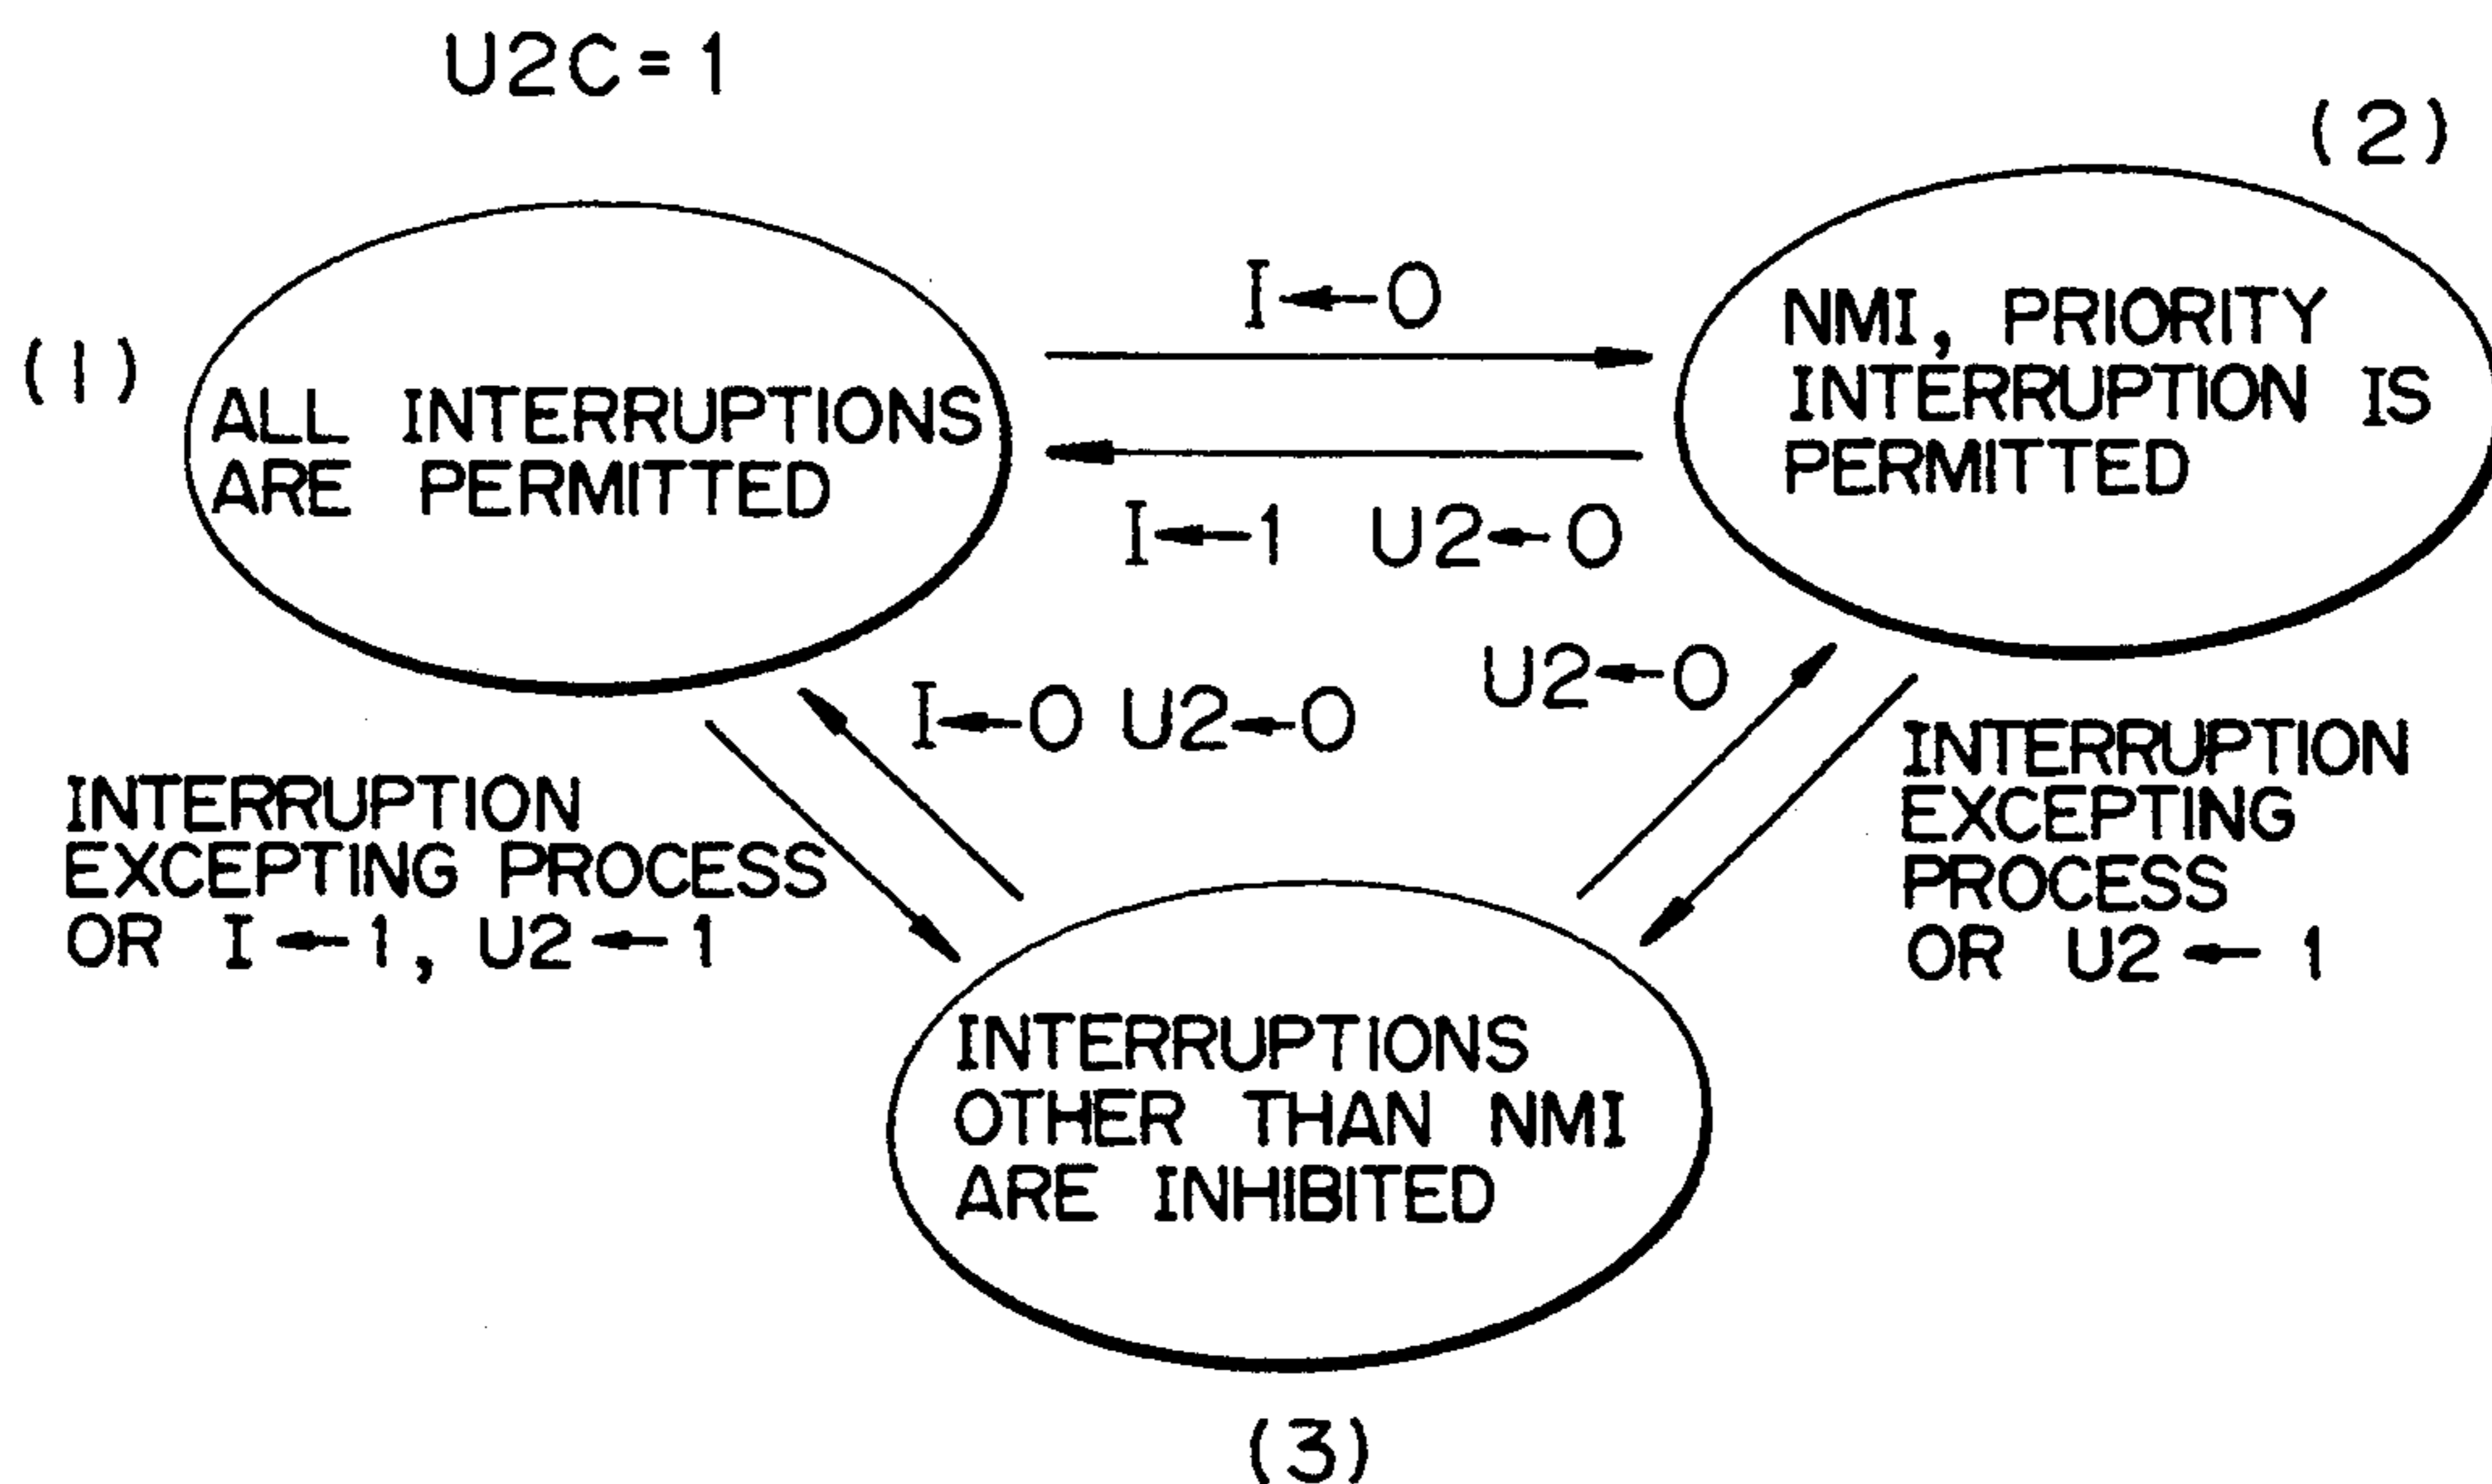 U2C=1
(1)
ALL INTERRUPTIONS
ARE PERMITTED
I←0
I←1 U2←0
(2)
NMI, PRIORITY
INTERRUPTION IS
PERMITTED
I←0 U2←0
U2←0
INTERRUPTION
EXCEPTING PROCESS
OR I←1, U2←1
INTERRUPTION
EXCEPTING
PROCESS
OR U2←1
INTERRUPTIONS
OTHER THAN NMI
ARE INHIBITED
(3)